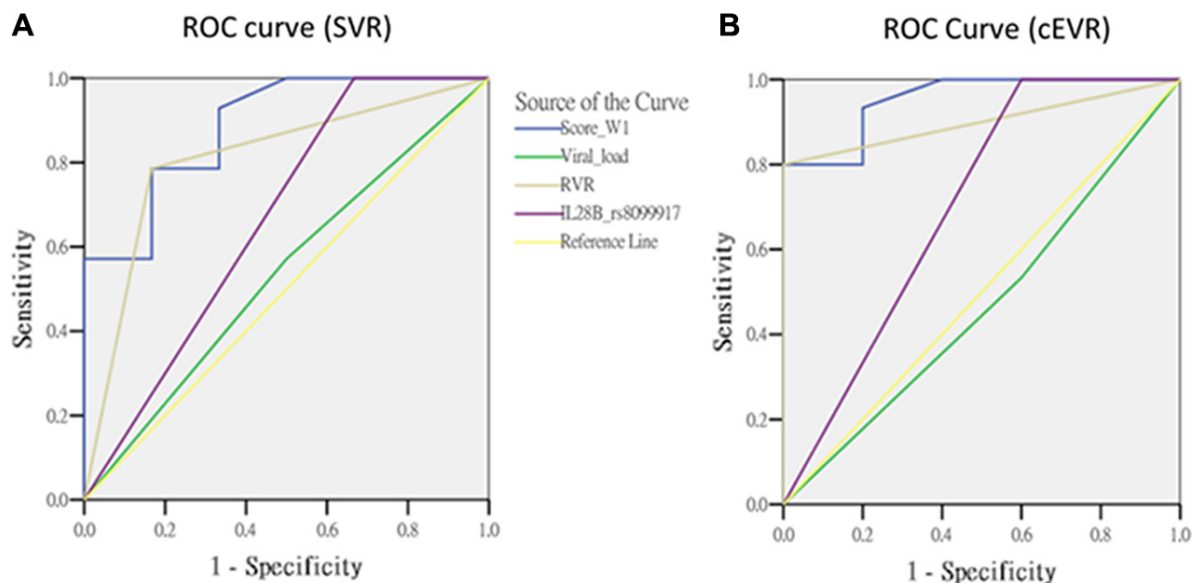 A
ROC curve (SVR)
1.0
0.8
0.6
0.4
0.2
0.0
Sensitivity
0.0 0.2 0.4 0.6 0.8 1.0
1 - Specificity
Source of the Curve
Score_W1
Viral_load
RVR
IL28B_rs8099917
Reference Line
B
ROC Curve (cEVR)
1.0
0.8
0.6
0.4
0.2
0.0
Sensitivity
0.0 0.2 0.4 0.6 0.8 1.0
1 - Specificity